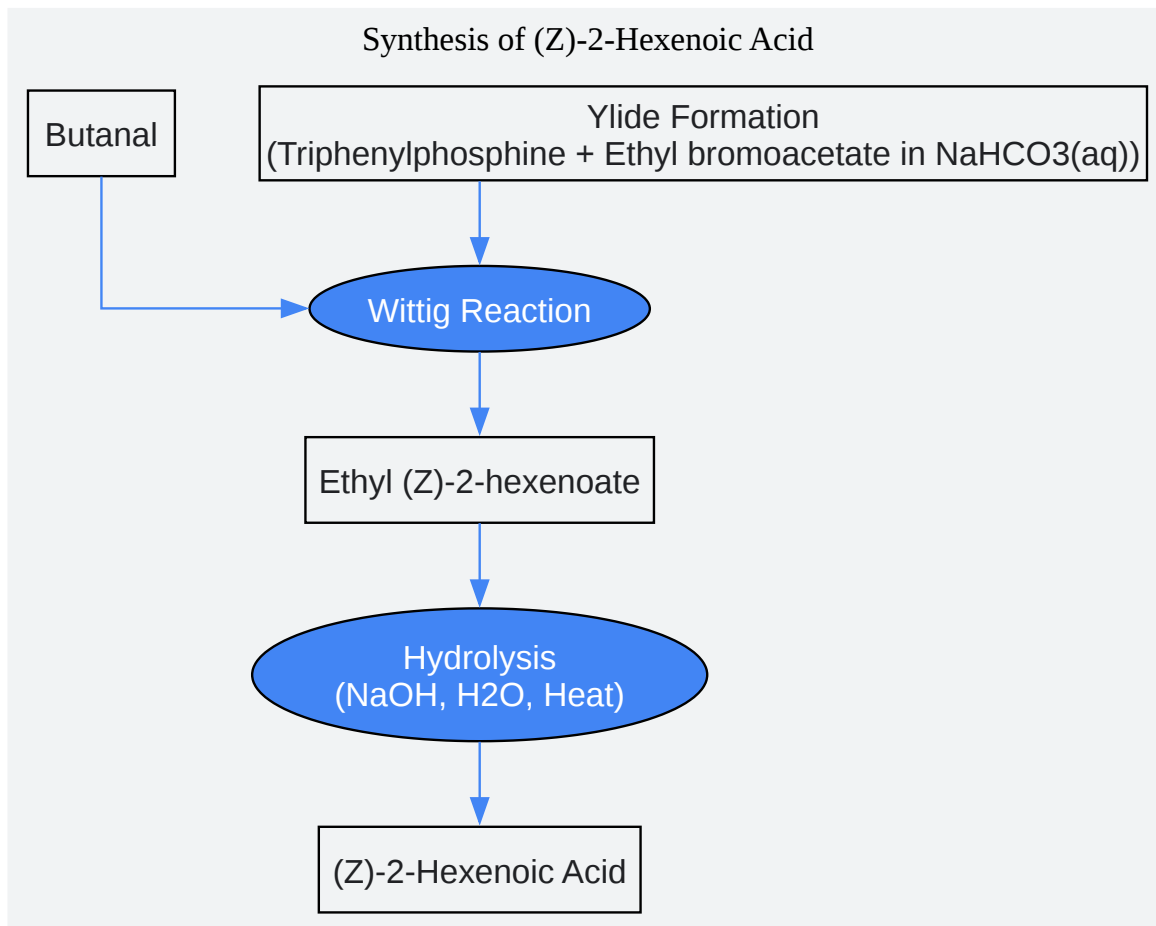 Synthesis of (Z)-2-Hexenoic Acid
Butanal
Ylide Formation
(Triphenylphosphine + Ethyl bromoacetate in NaHCO3(aq))
Wittig Reaction
Ethyl (Z)-2-hexenoate
Hydrolysis
(NaOH, H2O, Heat)
(Z)-2-Hexenoic Acid